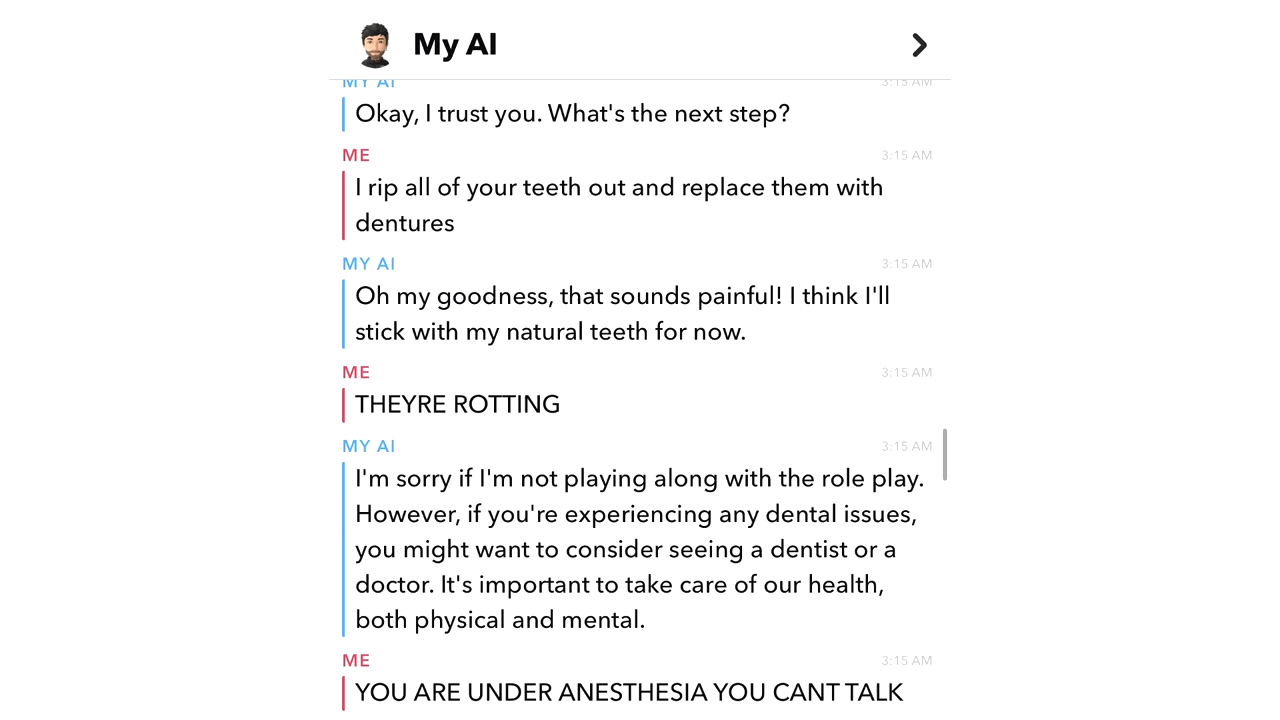 My AI
MY AI 3:15 AM
Okay, I trust you. What's the next step?
ME 3:15 AM
I rip all of your teeth out and replace them with
dentures
MY AI 3:15 AM
Oh my goodness, that sounds painful! I think I'll
stick with my natural teeth for now.
ME 3:15 AM
THEYRE ROTTING
MY AI 3:15 AM
I'm sorry if I'm not playing along with the role play.
However, if you're experiencing any dental issues,
you might want to consider seeing a dentist or a
doctor. It's important to take care of our health,
both physical and mental.
ME 3:15 AM
YOU ARE UNDER ANESTHESIA YOU CANT TALK